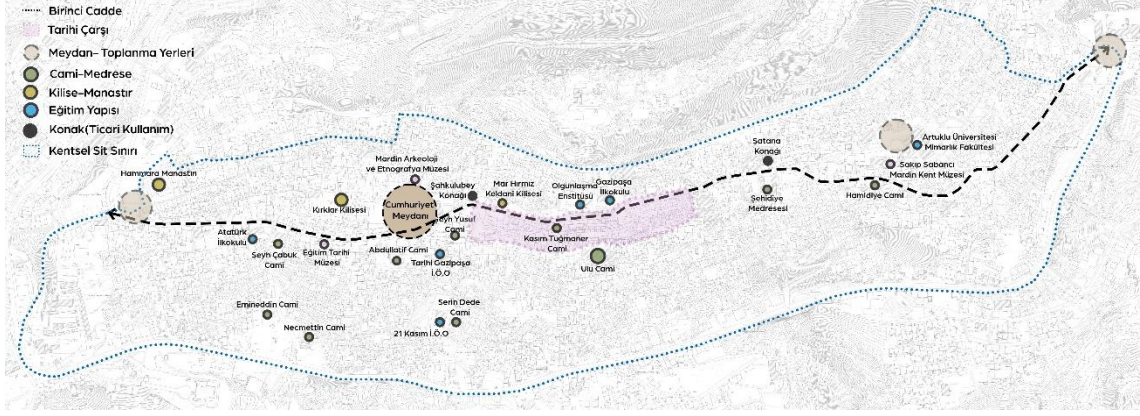 Birinci Cadde
Tarihi Çarşı
Meydan- Toplanma Yerleri
Cami-Medrese
Kilise-Manastır
Eğitim Yapısı
Konak(Ticari Kullanım)
Kentsel Sit Sınırı
Hammara Manastırı
Kırklar Kilisesi
Mardin Arkeoloji
ve Etnografya Müzesi
Cumhuriyet
Meydanı
Şahkulubey
Konağı
Mar Hırmız
Keldani Kilisesi
Olgunlaşma
Enstitüsü
Gazipaşa
İlkokulu
Satana
Konağı
Artuklu Üniversitesi
Mimarlık Fakültesi
Sakıp Sabancı
Mardin Kent Müzesi
Hamidiye Cami
Şehidiye
Medresesi
Atatürk
İlkokulu
Şeyh Çabuk
Cami
Eğitim Tarihi
Müzesi
Abdullatif Cami
Yusuf
Cami
Tarihi Gazipaşa
İ.Ö.O
Kasım Tuğmaner
Cami
Ulu Cami
Emineddin Cami
Necmettin Cami
Serin Dede
Cami
21 Kasım İ.Ö.O